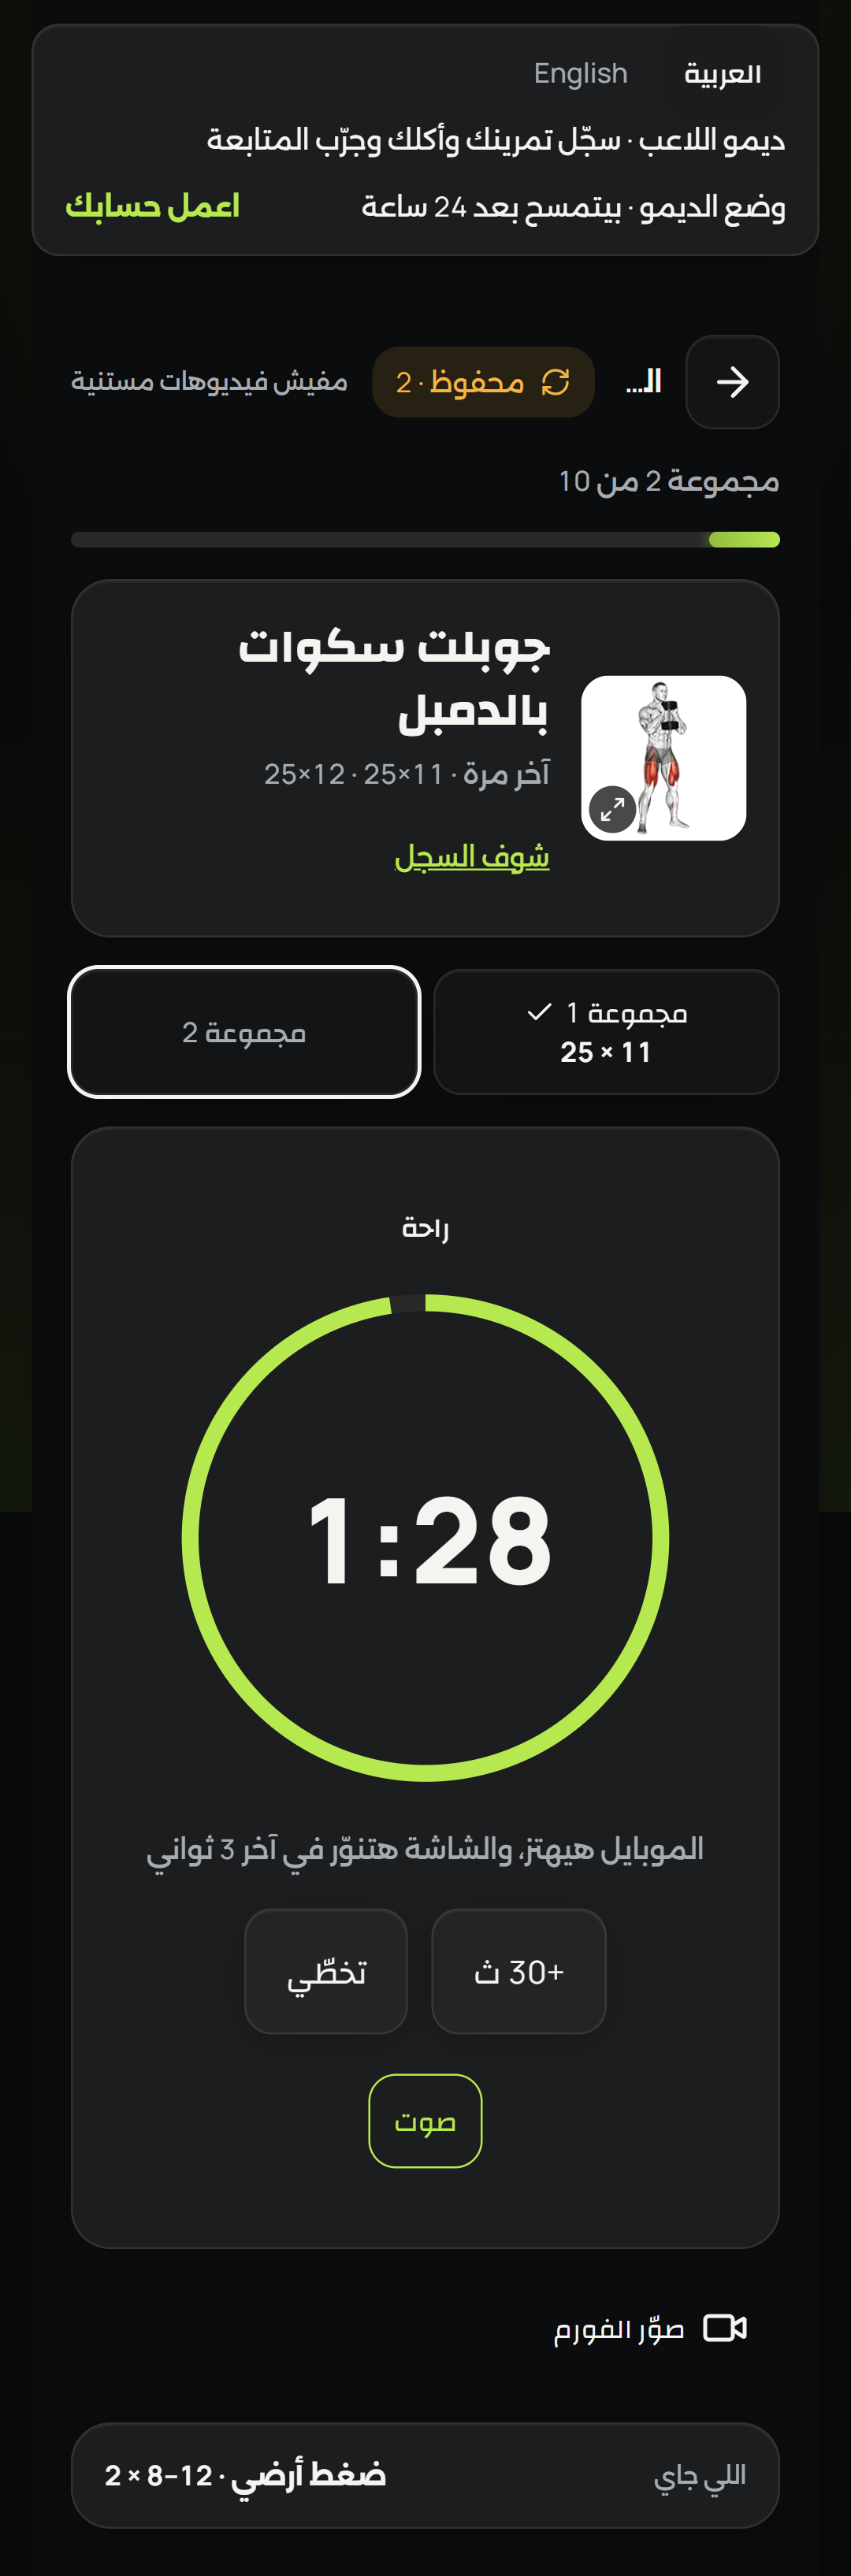 العربية English
ديمو اللاعب · سجّل تمرينك وأكلك وجرّب المتابعة
وضع الديمو · بيتمسح بعد 24 ساعة اعمل حسابك
الـ... محفوظ · 2 مفيش فيديوهات مستنية
مجموعة 2 من 10
جوبلت سكوات
بالدمبل
آخر مرة · 11×25 · 12×25
شوف السجل
مجموعة 1
11 × 25
مجموعة 2
راحة
1:28
الموبايل هيهتز، والشاشة هتنوّر في آخر 3 ثواني
+30 ث تخطّي
صوت
صوّر الفورم
اللي جاي ضغط أرضي · 12–8 × 2